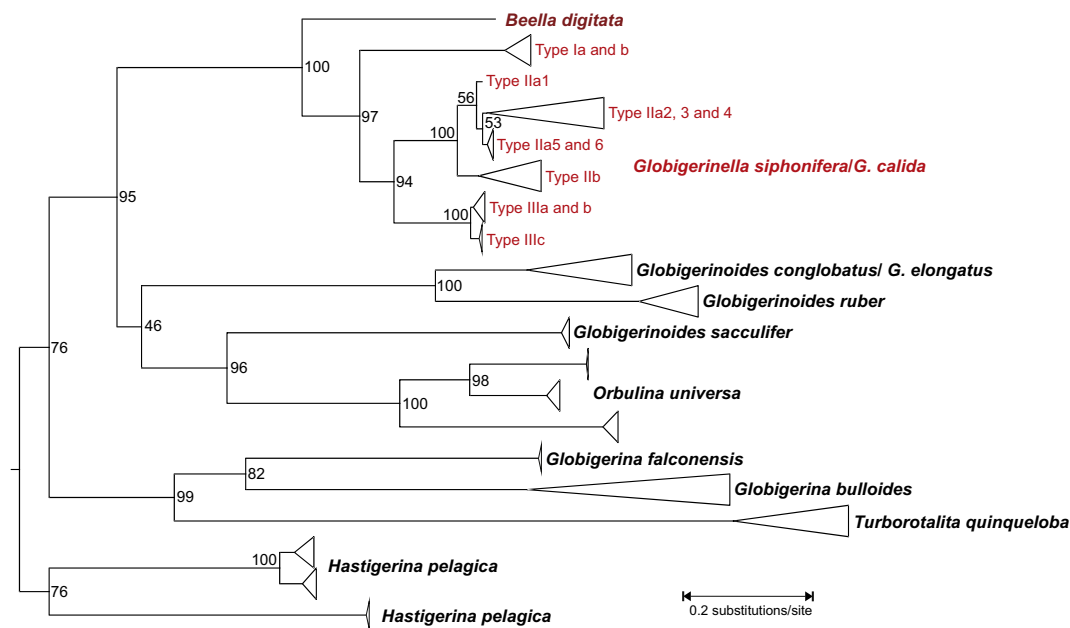 Beella digitata
100
Type Ia and b
97
Type IIa1
56
Type IIa2, 3 and 4
53
100
Type IIa5 and 6
Globigerinella siphonifera/G. calida
Type IIb
94
95
Type IIIa and b
100
Type IIIc
Globigerinoides conglobatus/ G. elongatus
100
Globigerinoides ruber
46
Globigerinoides sacculifer
76
96
98
Orbulina universa
100
Globigerina falconensis
82
Globigerina bulloides
99
Turborotalita quinqueloba
100
Hastigerina pelagica
76
0.2 substitutions/site
Hastigerina pelagica